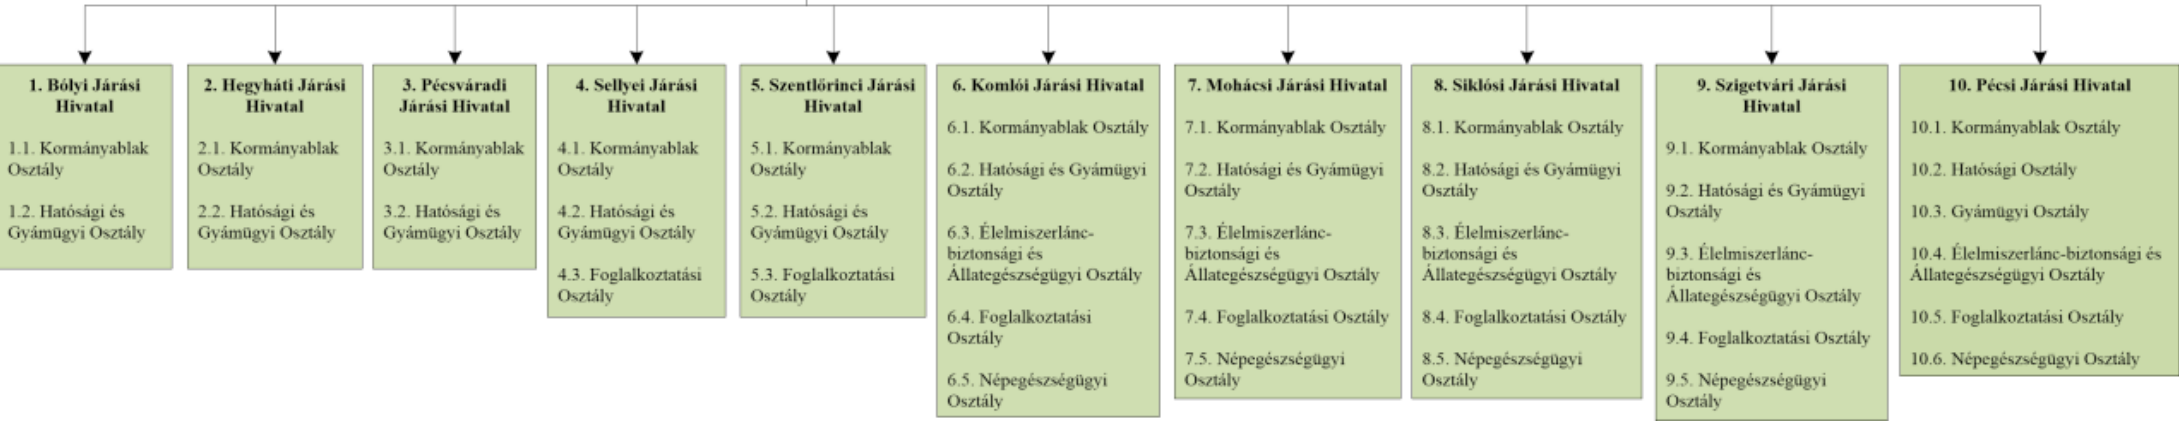 1. Bólyi Járási
Hivatal
1.1. Kormányablak
Osztály
1.2. Hatósági és
Gyámügyi Osztály
2. Hegyháti Járási
Hivatal
2.1. Kormányablak
Osztály
2.2. Hatósági és
Gyámügyi Osztály
3. Pécsváradi
Járási Hivatal
3.1. Kormányablak
Osztály
3.2. Hatósági és
Gyámügyi Osztály
4. Sellyei Járási
Hivatal
4.1. Kormányablak
Osztály
4.2. Hatósági és
Gyámügyi Osztály
4.3. Foglalkoztatási
Osztály
5. Szentlőrinci Járási
Hivatal
5.1. Kormányablak
Osztály
5.2. Hatósági és
Gyámügyi Osztály
5.3. Foglalkoztatási
Osztály
6. Komlói Járási Hivatal
6.1. Kormányablak Osztály
6.2. Hatósági és Gyámügyi
Osztály
6.3. Élelmiszerlánc-
biztonsági és
Állategészségügyi Osztály
6.4. Foglalkoztatási
Osztály
6.5. Népegészségügyi
Osztály
7. Mohácsi Járási Hivatal
7.1. Kormányablak Osztály
7.2. Hatósági és Gyámügyi
Osztály
7.3. Élelmiszerlánc-
biztonsági és
Állategészségügyi Osztály
7.4. Foglalkoztatási Osztály
7.5. Népegészségügyi
Osztály
8. Siklósi Járási Hivatal
8.1. Kormányablak Osztály
8.2. Hatósági és Gyámügyi
Osztály
8.3. Élelmiszerlánc-
biztonsági és
Állategészségügyi Osztály
8.4. Foglalkoztatási Osztály
8.5. Népegészségügyi
Osztály
9. Szigetvári Járási
Hivatal
9.1. Kormányablak Osztály
9.2. Hatósági és Gyámügyi
Osztály
9.3. Élelmiszerlánc-
biztonsági és
Állategészségügyi Osztály
9.4. Foglalkoztatási Osztály
9.5. Népegészségügyi
Osztály
10. Pécsi Járási Hivatal
10.1. Kormányablak Osztály
10.2. Hatósági Osztály
10.3. Gyámügyi Osztály
10.4. Élelmiszerlánc-biztonsági és
Állategészségügyi Osztály
10.5. Foglalkoztatási Osztály
10.6. Népegészségügyi Osztály